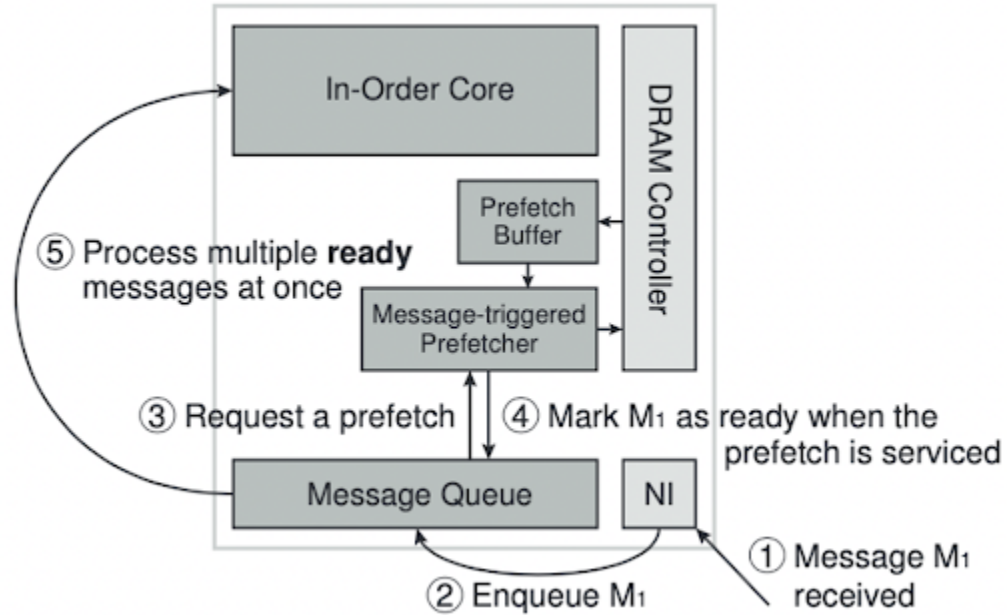 In-Order Core
DRAM Controller
Prefetch
Buffer
⑤ Process multiple ready
messages at once
Message-triggered
Prefetcher
③ Request a prefetch
④ Mark M₁ as ready when the
prefetch is serviced
Message Queue
NI
① Message M₁
received
② Enqueue M₁